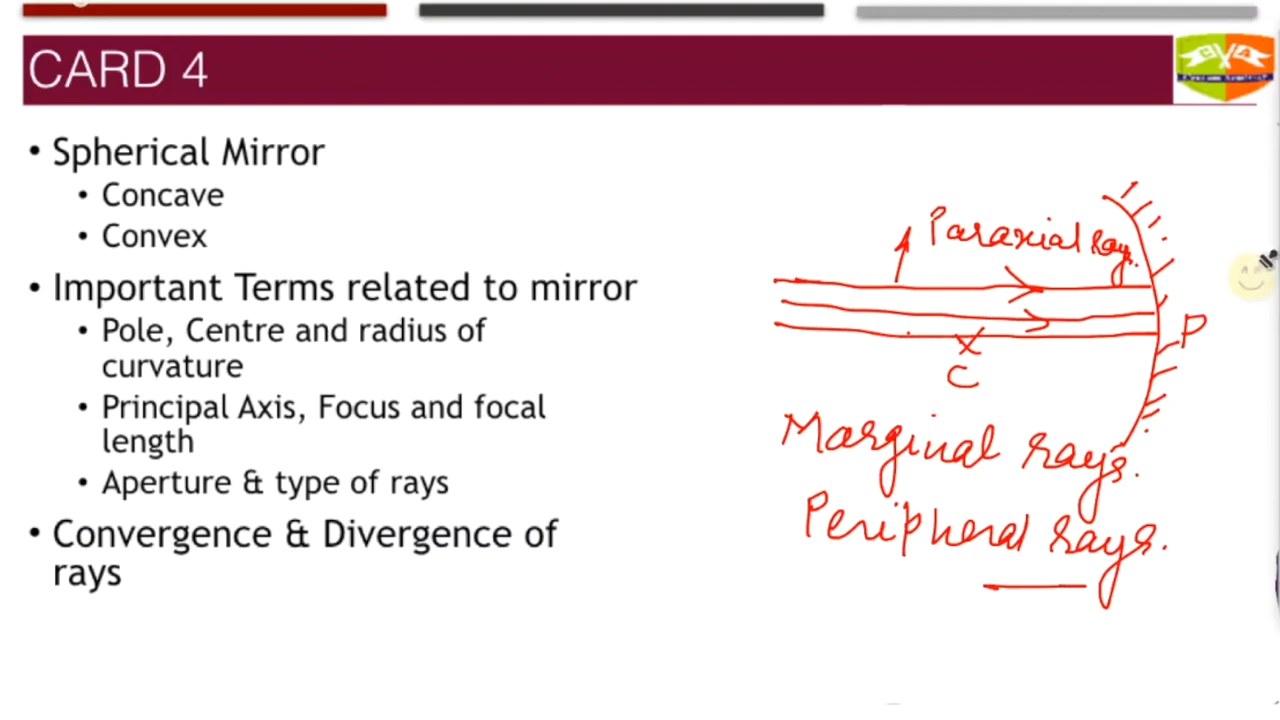 CARD 4
• Spherical Mirror
• Concave
• Convex
• Important Terms related to mirror
• Pole, Centre and radius of
curvature
• Principal Axis, Focus and focal
length
• Aperture & type of rays
• Convergence & Divergence of
rays
Paraxial Rays.
P
C
Marginal rays.
Peripheral rays.